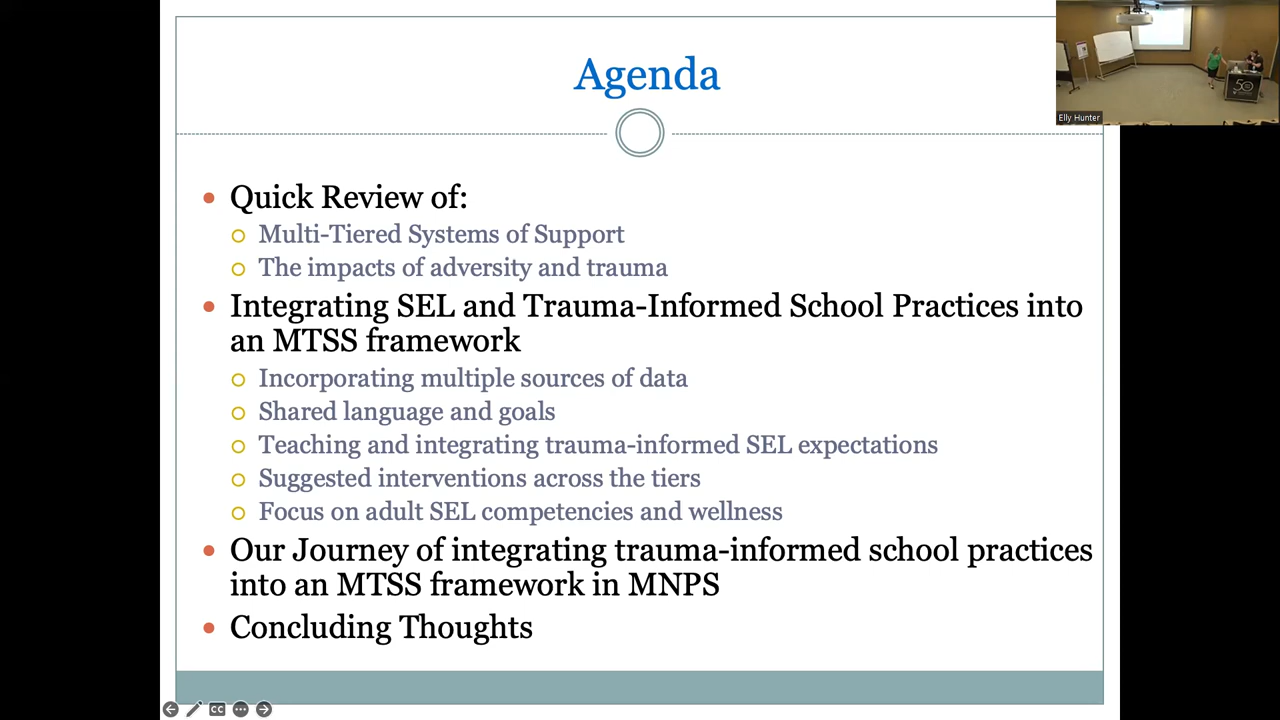 Agenda
Elly Hunter
50
• Quick Review of:
Multi-Tiered Systems of Support
The impacts of adversity and trauma
• Integrating SEL and Trauma-Informed School Practices into
an MTSS framework
Incorporating multiple sources of data
Shared language and goals
Teaching and integrating trauma-informed SEL expectations
Suggested interventions across the tiers
Focus on adult SEL competencies and wellness
• Our Journey of integrating trauma-informed school practices
into an MTSS framework in MNPS
• Concluding Thoughts
CC